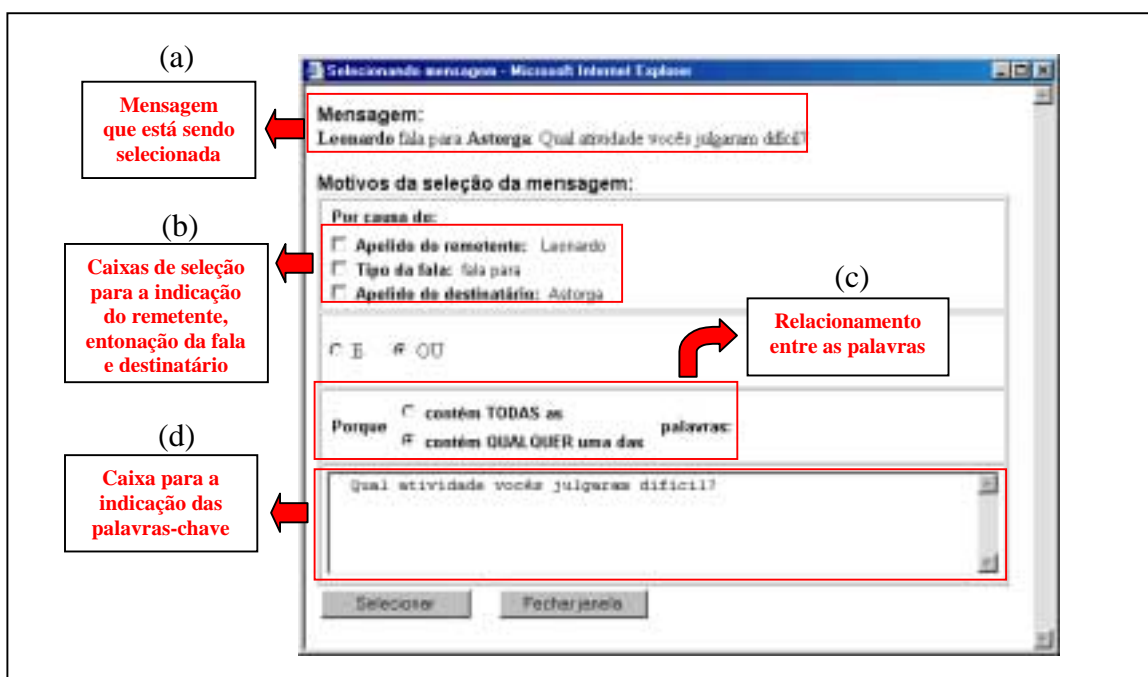 (a)
Mensagem
que está sendo
selecionada
Selecionando mensagem - Microsoft Internet Explorer
Mensagem:
Leonardo fala para Astorga: Qual atividade vocês julgaram difícil?
Motivos da seleção da mensagem:
(b)
Caixas de seleção
para a indicação
do remetente,
entonação da fala
e destinatário
Por causa do:
Apelido do remetente: Leonardo
Tipo da fala: fala para
Apelido do destinatário: Astorga
(c)
Relacionamento
entre as palavras
E OU
Porque
contém TODAS as
contém QUALQUER uma das
palavras:
(d)
Caixa para a
indicação das
palavras-chave
Qual atividade vocês julgaram difícil?
Selecionar Fechar janela